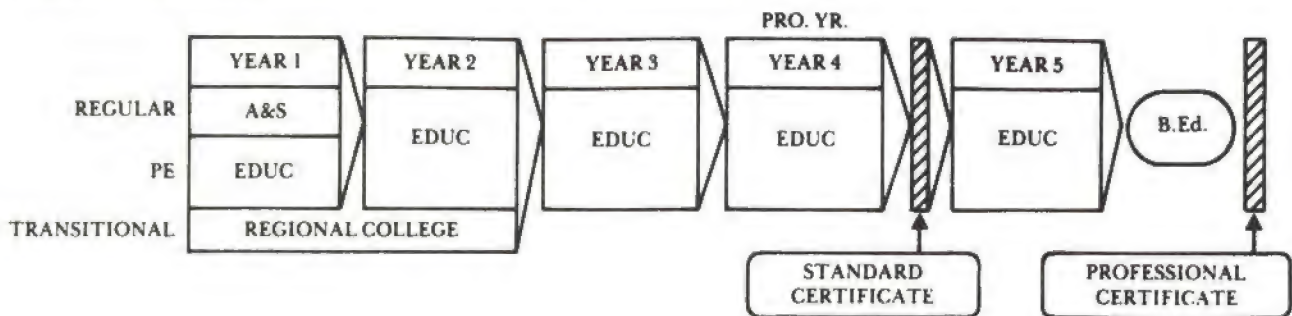 PRO. YR.
YEAR 1
YEAR 2
YEAR 3
YEAR 4
YEAR 5
REGULAR
A&S
EDUC
EDUC
EDUC
EDUC
B.Ed.
PE
EDUC
TRANSITIONAL
REGIONAL COLLEGE
STANDARD
CERTIFICATE
PROFESSIONAL
CERTIFICATE